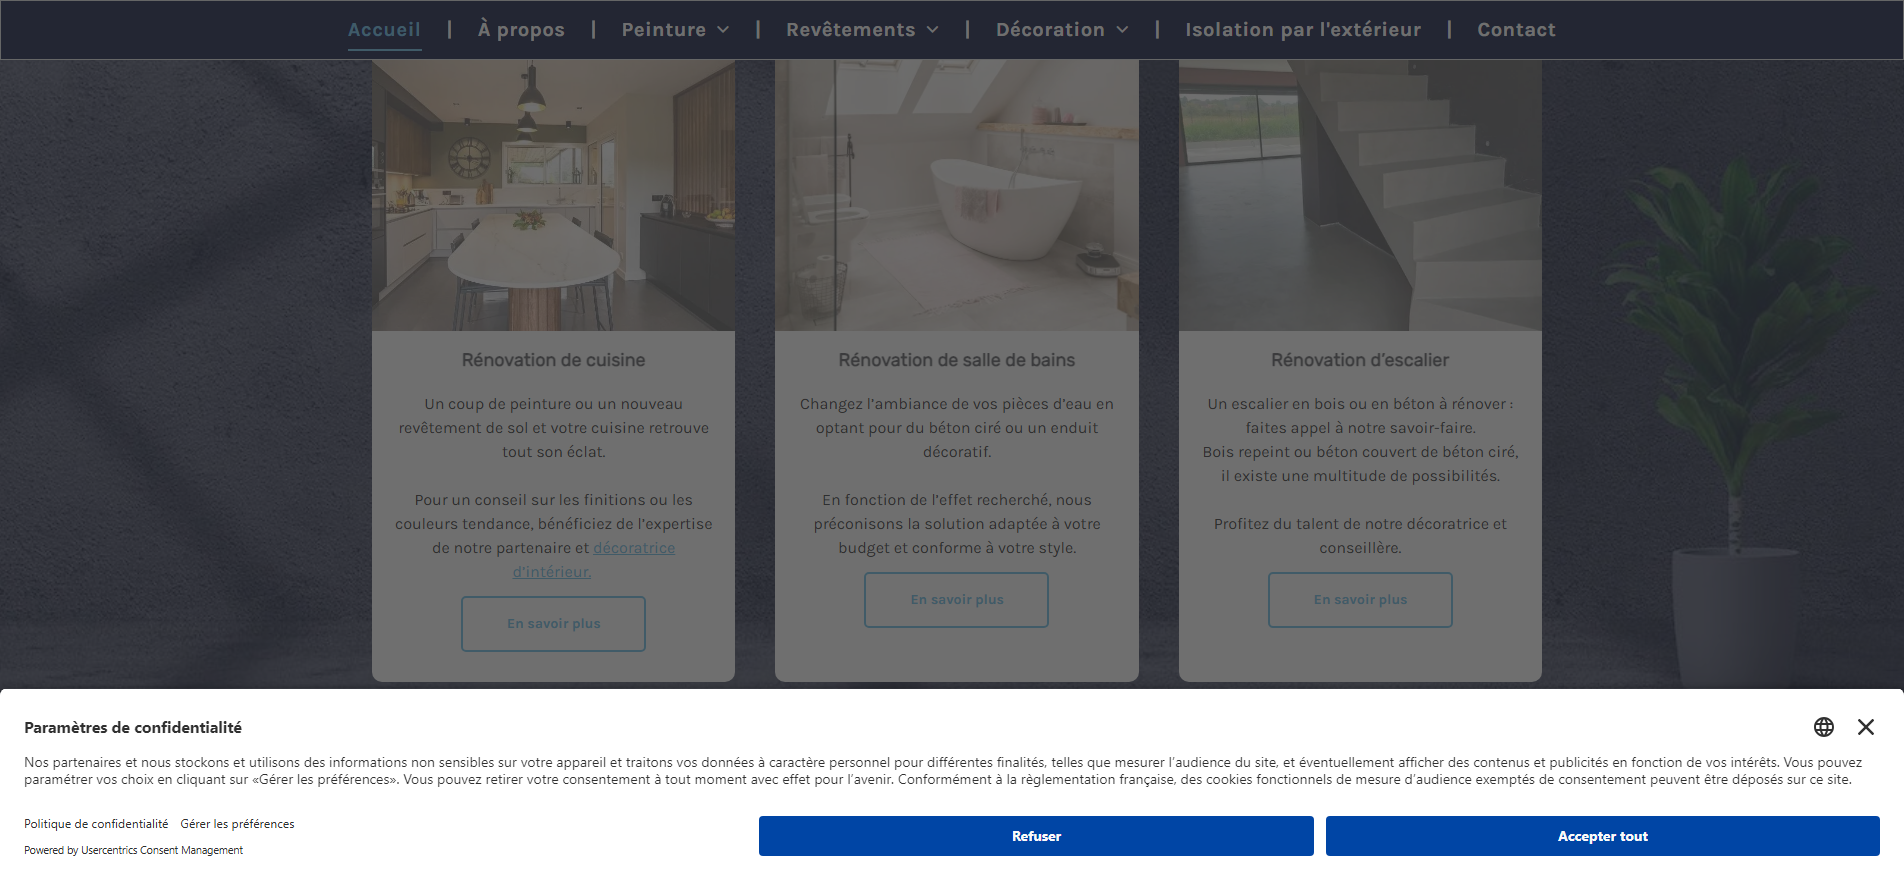 Accueil | À propos | Peinture | Revêtements | Décoration | Isolation par l'extérieur | Contact
Rénovation de cuisine
Un coup de peinture ou un nouveau
revêtement de sol et votre cuisine retrouve
tout son éclat.
Pour un conseil sur les finitions ou les
couleurs tendance, bénéficiez de l’expertise
de notre partenaire et décoratrice
d’intérieur.
En savoir plus
Rénovation de salle de bains
Changez l’ambiance de vos pièces d’eau en
optant pour du béton ciré ou un enduit
décoratif.
En fonction de l’effet recherché, nous
préconisons la solution adaptée à votre
budget et conforme à votre style.
En savoir plus
Rénovation d’escalier
Un escalier en bois ou en béton à rénover :
faites appel à notre savoir-faire.
Bois repeint ou béton couvert de béton ciré,
il existe une multitude de possibilités.
Profitez du talent de notre décoratrice et
conseillère.
En savoir plus
Paramètres de confidentialité
Nos partenaires et nous stockons et utilisons des informations non sensibles sur votre appareil et traitons vos données à caractère personnel pour différentes finalités, telles que mesurer l’audience du site, et éventuellement afficher des contenus et publicités en fonction de vos intérêts. Vous pouvez
paramétrer vos choix en cliquant sur «Gérer les préférences». Vous pouvez retirer votre consentement à tout moment avec effet pour l’avenir. Conformément à la règlementation française, des cookies fonctionnels de mesure d’audience exemptés de consentement peuvent être déposés sur ce site.
Politique de confidentialité Gérer les préférences
Powered by Usercentrics Consent Management
Refuser
Accepter tout